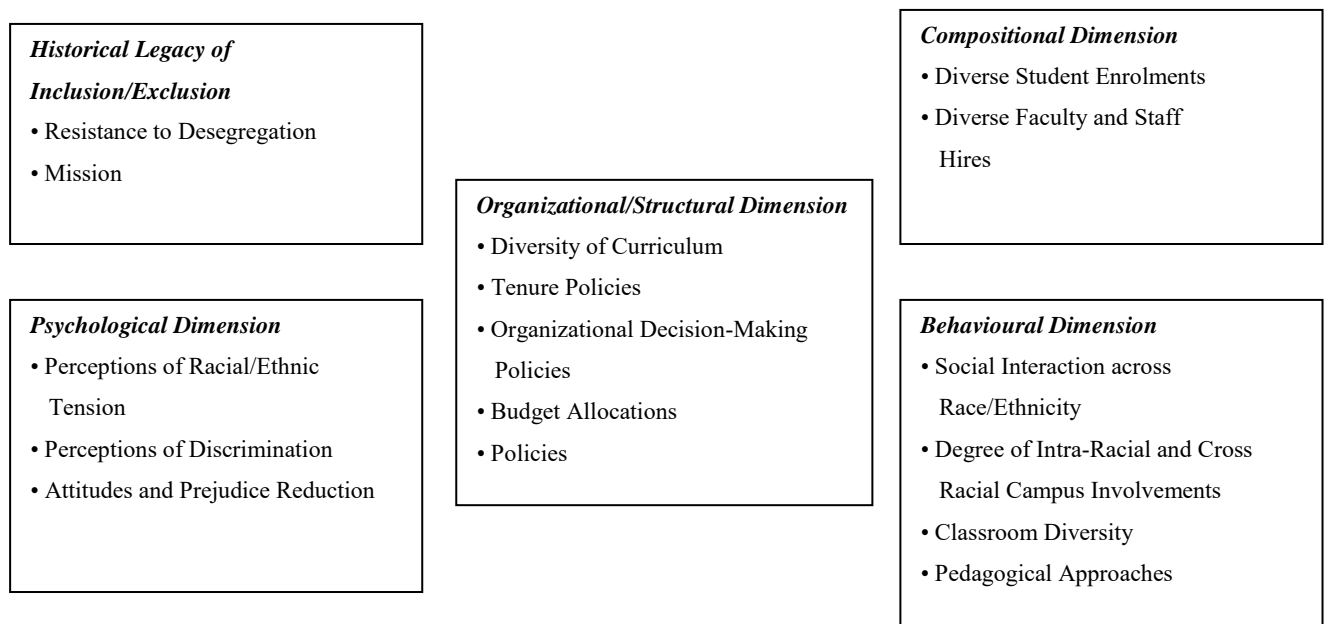 Historical Legacy of
Inclusion/Exclusion
• Resistance to Desegregation
• Mission
Compositional Dimension
• Diverse Student Enrolments
• Diverse Faculty and Staff
Hires
Organizational/Structural Dimension
• Diversity of Curriculum
• Tenure Policies
• Organizational Decision-Making
Policies
• Budget Allocations
• Policies
Psychological Dimension
• Perceptions of Racial/Ethnic
Tension
• Perceptions of Discrimination
• Attitudes and Prejudice Reduction
Behavioural Dimension
• Social Interaction across
Race/Ethnicity
• Degree of Intra-Racial and Cross
Racial Campus Involvements
• Classroom Diversity
• Pedagogical Approaches